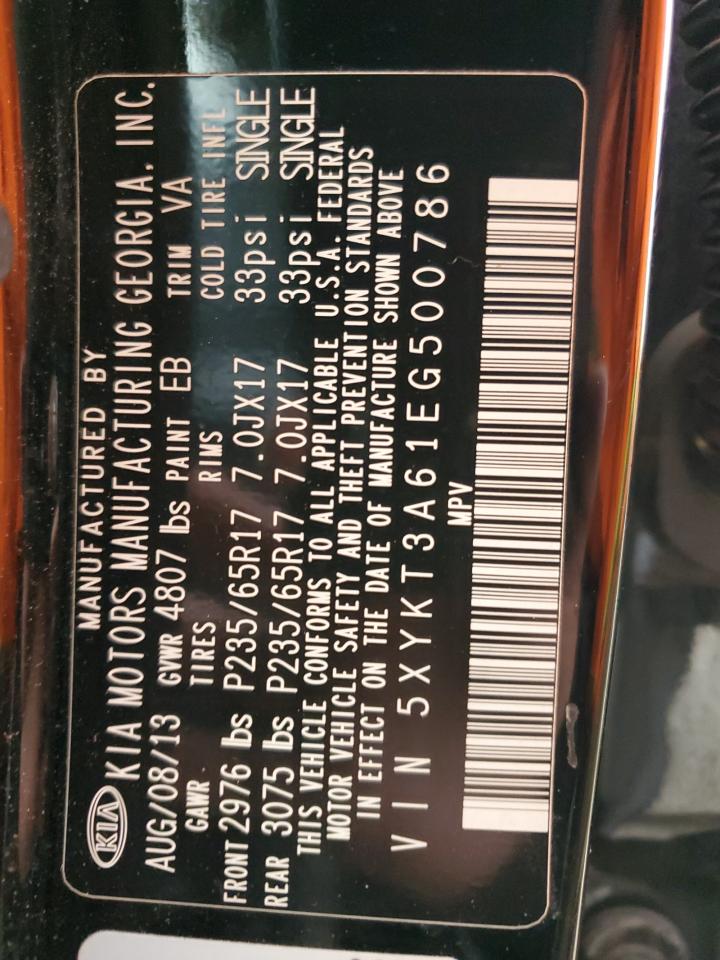 MANUFACTURED BY
KIA KIA MOTORS MANUFACTURING GEORGIA, INC.
AUG/08/13 GVWR 4807 lbs PAINT EB TRIM VA
GAWR TIRES RIMS COLD TIRE INFL
FRONT 2976 lbs P235/65R17 7.0JX17 33psi SINGLE
REAR 3075 lbs P235/65R17 7.0JX17 33psi SINGLE
THIS VEHICLE CONFORMS TO ALL APPLICABLE U.S.A. FEDERAL
MOTOR VEHICLE SAFETY AND THEFT PREVENTION STANDARDS
IN EFFECT ON THE DATE OF MANUFACTURE SHOWN ABOVE
VIN 5XYKT3A61EG500786
MPV